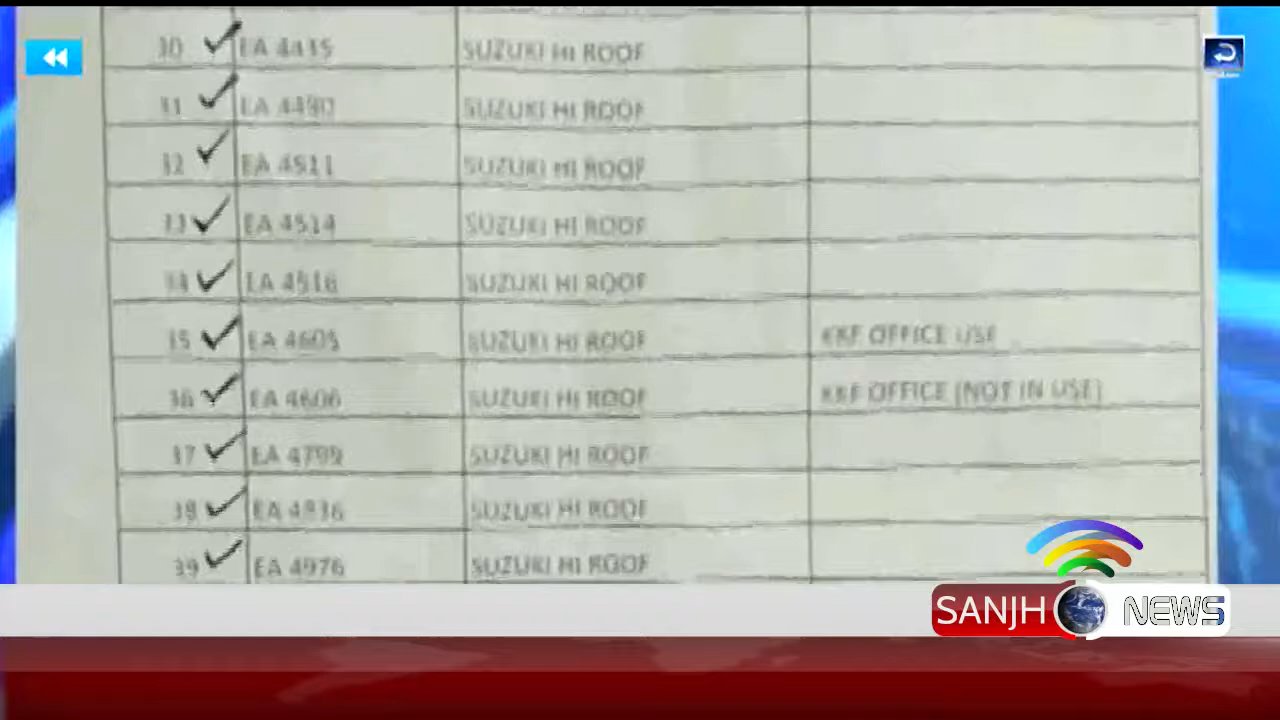 30 EA 4435 SUZUKI HI ROOF
31 EA 4490 SUZUKI HI ROOF
32 EA 4511 SUZUKI HI ROOF
33 EA 4514 SUZUKI HI ROOF
34 EA 4516 SUZUKI HI ROOF
35 EA 4605 SUZUKI HI ROOF KKF OFFICE USE
36 EA 4606 SUZUKI HI ROOF KKF OFFICE (NOT IN USE)
37 EA 4799 SUZUKI HI ROOF
38 EA 4936 SUZUKI HI ROOF
39 EA 4976 SUZUKI HI ROOF
SANJH NEWS